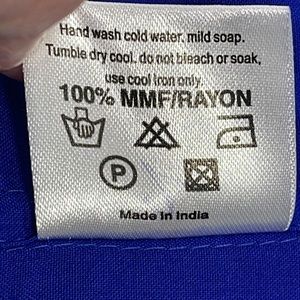 Hand wash cold water, mild soap.
Tumble dry cool. do not bleach or soak,
use cool iron only.
100% MMF/RAYON
P
Made in India